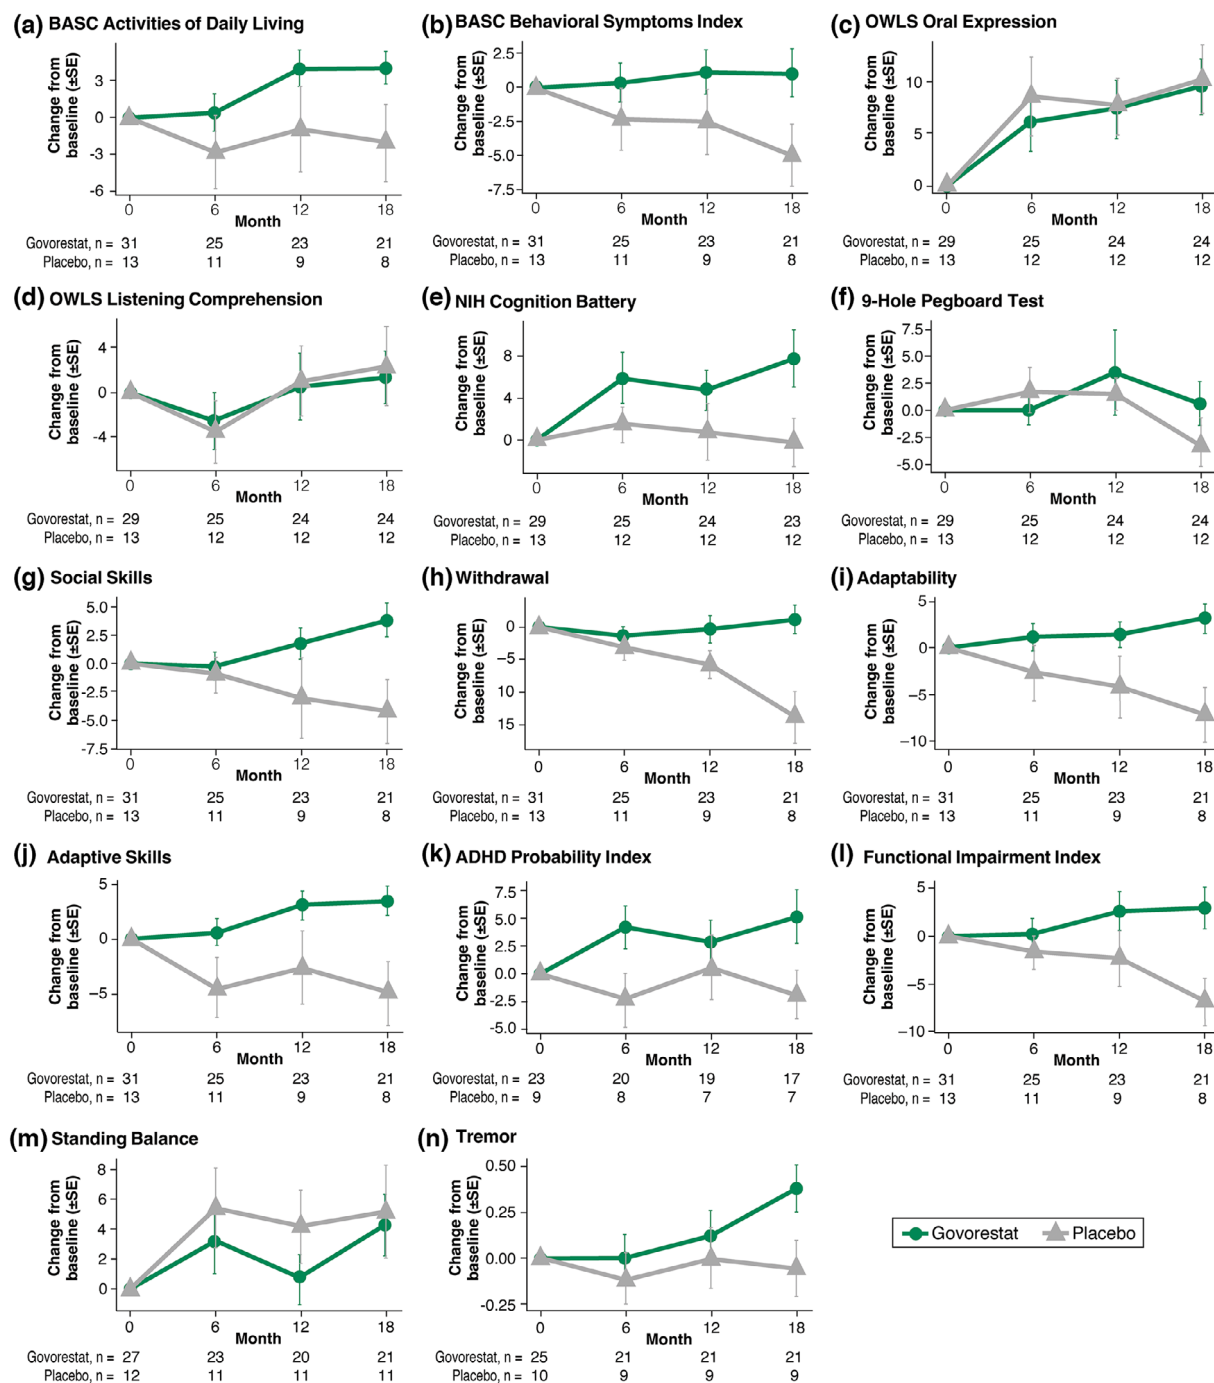 (a) BASC Activities of Daily Living
Change from
baseline (±SE)
3
0
-3
-6
0 6 12 18
Month
Govorestat, n = 31 25 23 21
Placebo, n = 13 11 9 8
(b) BASC Behavioral Symptoms Index
Change from
baseline (±SE)
2.5
0
-2.5
-5.0
-7.5
0 6 12 18
Month
Govorestat, n = 31 25 23 21
Placebo, n = 13 11 9 8
(c) OWLS Oral Expression
Change from
baseline (±SE)
10
5
0
0 6 12 18
Month
Govorestat, n = 29 25 24 24
Placebo, n = 13 12 12 12
(d) OWLS Listening Comprehension
Change from
baseline (±SE)
4
0
-4
0 6 12 18
Month
Govorestat, n = 29 25 24 24
Placebo, n = 13 12 12 12
(e) NIH Cognition Battery
Change from
baseline (±SE)
8
4
0
0 6 12 18
Month
Govorestat, n = 29 25 24 23
Placebo, n = 13 12 12 12
(f) 9-Hole Pegboard Test
Change from
baseline (±SE)
7.5
5.0
2.5
0.0
-2.5
-5.0
0 6 12 18
Month
Govorestat, n = 29 25 24 24
Placebo, n = 13 12 12 12
(g) Social Skills
Change from
baseline (±SE)
5.0
2.5
0.0
-2.5
-5.0
-7.5
0 6 12 18
Month
Govorestat, n = 31 25 23 21
Placebo, n = 13 11 9 8
(h) Withdrawal
Change from
baseline (±SE)
0
−5
10
15
0 6 12 18
Month
Govorestat, n = 31 25 23 21
Placebo, n = 13 11 9 8
(i) Adaptability
Change from
baseline (±SE)
5
0
−5
−10
0 6 12 18
Month
Govorestat, n = 31 25 23 21
Placebo, n = 13 11 9 8
(j) Adaptive Skills
Change from
baseline (±SE)
5
0
−5
0 6 12 18
Month
Govorestat, n = 31 25 23 21
Placebo, n = 13 11 9 8
(k) ADHD Probability Index
Change from
baseline (±SE)
7.5
5.0
2.5
0.0
-2.5
-5.0
0 6 12 18
Month
Govorestat, n = 23 20 19 17
Placebo, n = 9 8 7 7
(l) Functional Impairment Index
Change from
baseline (±SE)
5
0
−5
−10
0 6 12 18
Month
Govorestat, n = 31 25 23 21
Placebo, n = 13 11 9 8
(m) Standing Balance
Change from
baseline (±SE)
8
6
4
2
0
0 6 12 18
Month
Govorestat, n = 27 23 20 21
Placebo, n = 12 11 11 11
(n) Tremor
Change from
baseline (±SE)
0.50
0.25
0.00
-0.25
0 6 12 18
Month
Govorestat, n = 25 21 21 21
Placebo, n = 10 9 9 9
Govorestat Placebo